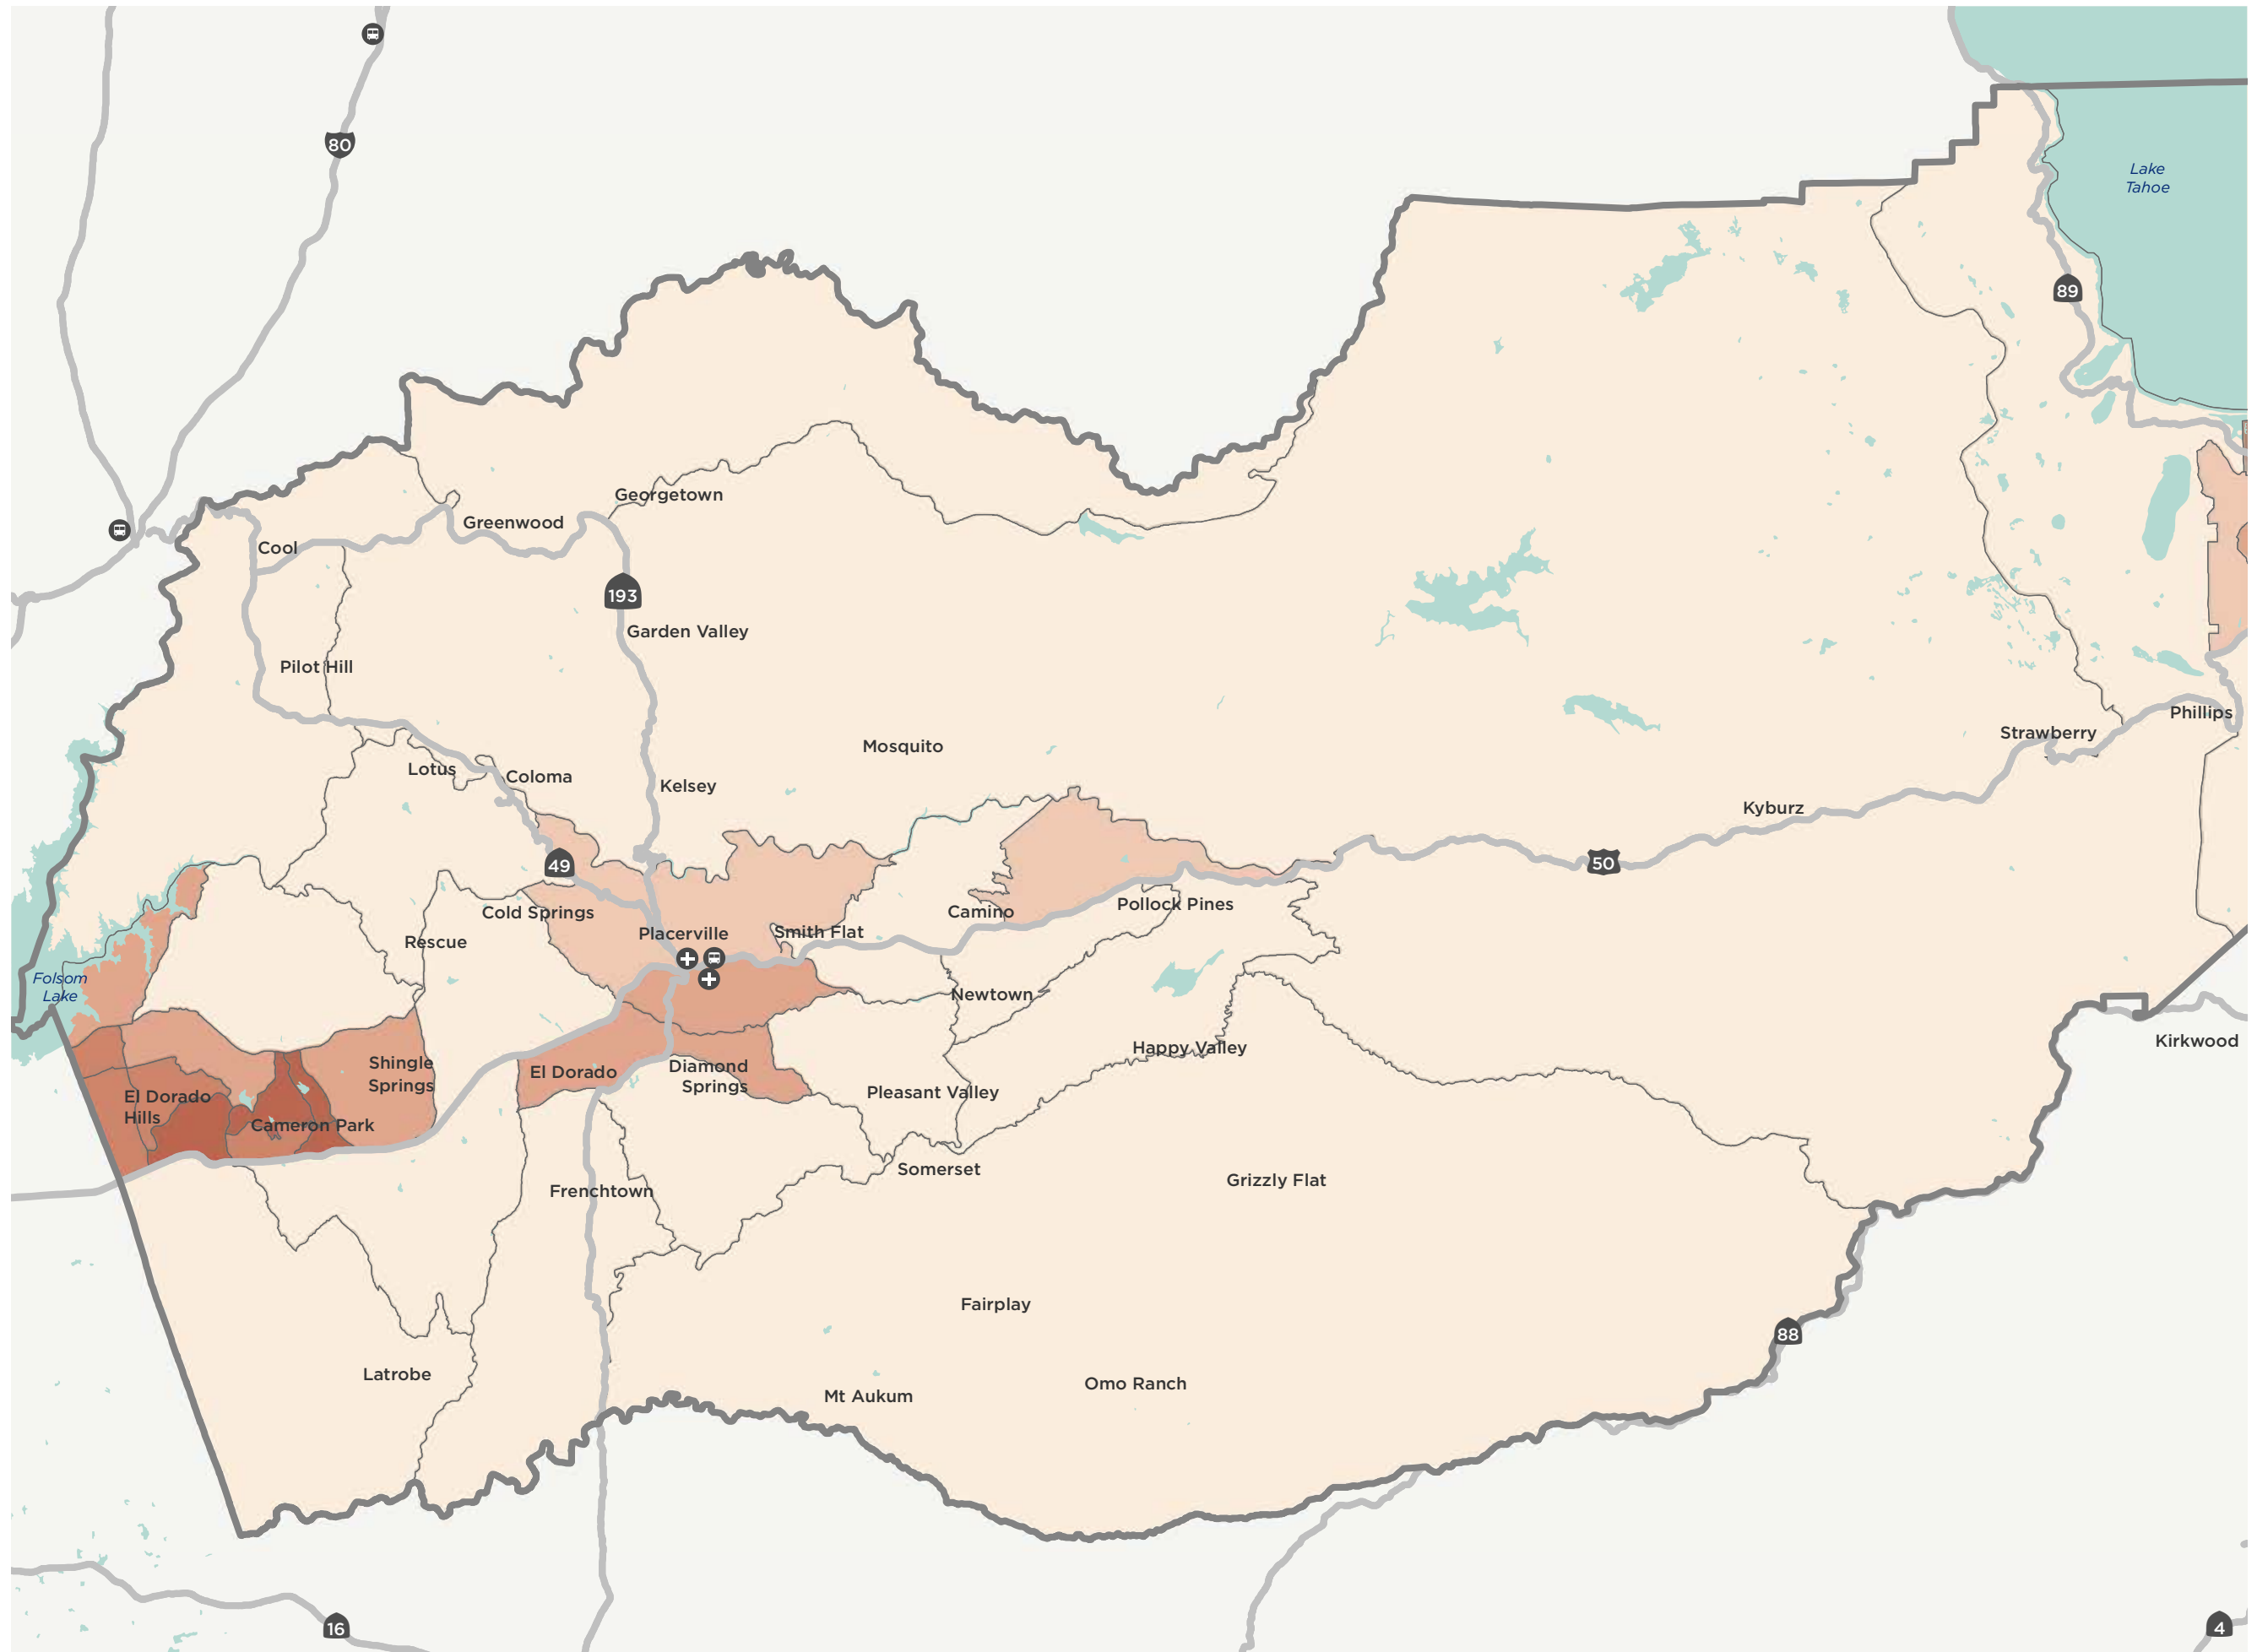 80
Lake
Tahoe
89
Georgetown
Greenwood
Cool
193
Garden Valley
Pilot Hill
Phillips
Strawberry
Mosquito
Lotus
Coloma
Kelsey
Kyburz
49
50
Cold Springs
Camino
Pollock Pines
Placerville
Smith Flat
Rescue
Folsom
Lake
Newtown
Kirkwood
Happy Valley
Shingle
Springs
El Dorado
Diamond
Springs
Pleasant Valley
El Dorado
Hills
Cameron Park
Somerset
Grizzly Flat
Frenchtown
Fairplay
88
Latrobe
Omo Ranch
Mt Aukum
16
4